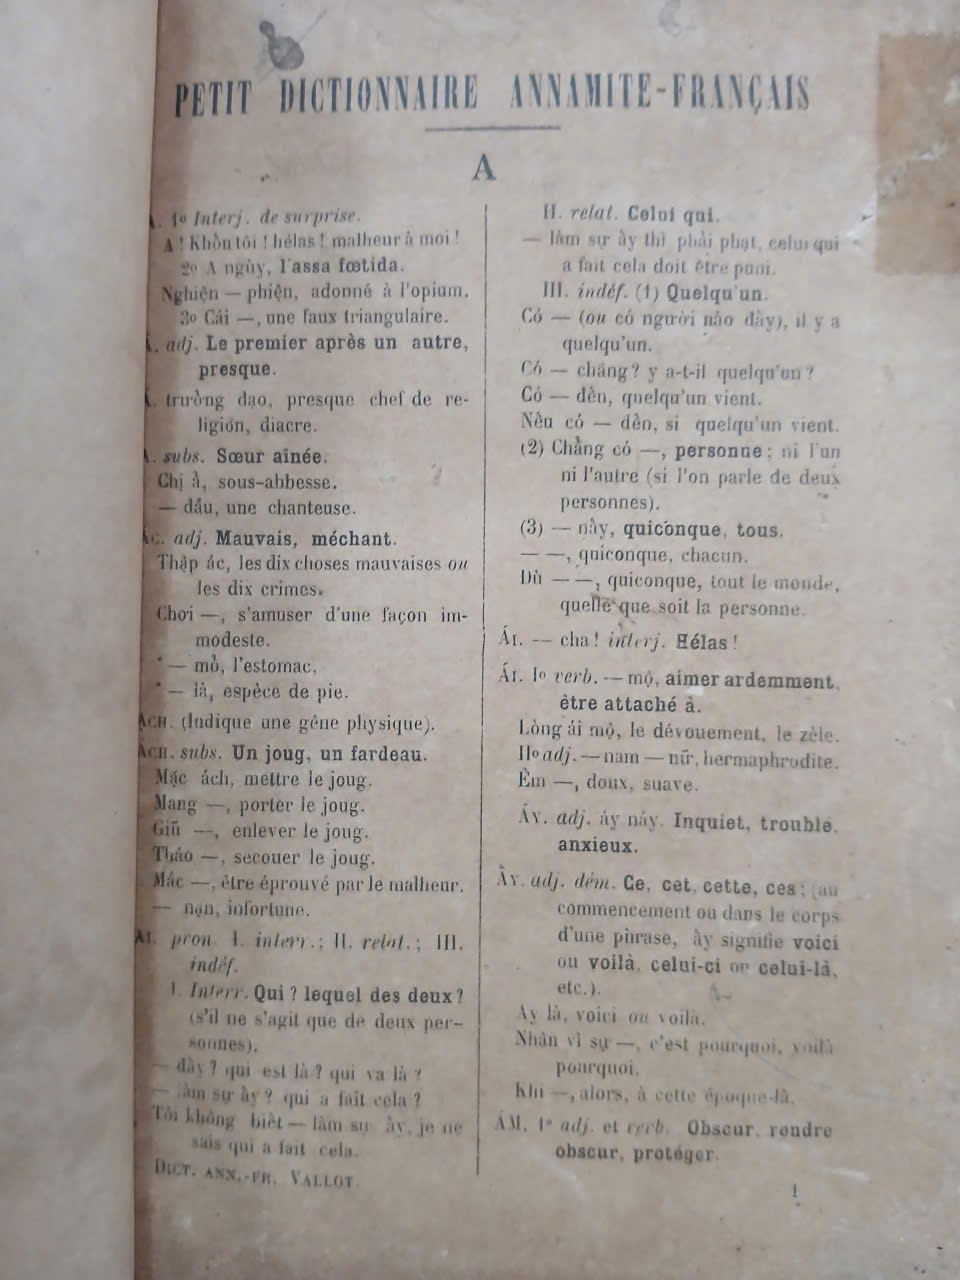 PETIT DICTIONNAIRE ANNAMITE-FRANÇAIS
A
A. 1º Interj. de surprise.
A ! Khốn tôi ! hélas ! malheur à moi !
2º A ngùy, l'assa fœtida.
Nghiện — phiện, adonné à l'opium.
3º Cái —, une faux triangulaire.
Á. adj. Le premier après un autre,
presque.
Á. trưởng đạo, presque chef de re-
ligion, diacre.
Ả. subs. Sœur ainée.
Chị ả, sous-abbesse.
— đầu, une chanteuse.
Ác. adj. Mauvais, méchant.
Thập ác, les dix choses mauvaises ou
les dix crimes.
Chơi —, s'amuser d'une façon im-
modeste.
* — mỏ, l'estomac.
* — là, espèce de pie.
Ạch. (Indique une gêne physique).
Ách. subs. Un joug, un fardeau.
Mặc ách, mettre le joug.
Mang —, porter le joug.
Giũ —, enlever le joug.
Tháo —, secouer le joug.
Mác —, être éprouvé par le malheur.
— nạn, infortune.
Ai. pron I. interr.; II. relat.; III.
indéf.
I. Interr. Qui ? lequel des deux ?
(s'il ne s'agit que de deux per-
sonnes).
— đây ? qui est là ? qui va là ?
— làm sự ấy ? qui a fait cela ?
Tôi không biết — làm sự ấy, je ne
sais qui a fait cela.
DICT. ANN.-FR. VALLOT
II. relat. Celui qui.
— làm sự ấy thì phải phạt, celui qui
a fait cela doit être puni.
III. indéf. (1) Quelqu'un.
Có — (ou có người nào đây), il y a
quelqu'un.
Có — chăng ? y a-t-il quelqu'un ?
Có — đến, quelqu'un vient.
Nếu có — đến, si quelqu'un vient.
(2) Chẳng có —, personne ; ni l'un
ni l'autre (si l'on parle de deux
personnes).
(3) — nấy, quiconque, tous.
— —, quiconque, chacun.
Dù — —, quiconque, tout le monde,
quelle que soit la personne.
Ái. — cha ! interj. Hélas !
Ái. Iº verb. — mộ, aimer ardemment,
être attaché à.
Lòng ái mộ, le dévouement, le zèle.
IIº adj. — nam — nữ, hermaphrodite.
Êm —, doux, suave.
Áy. adj. áy náy. Inquiet, troublé,
anxieux.
Ấy. adj. dém. Ce, cet, cette, ces ; (au
commencement ou dans le corps
d'une phrase, ấy signifie voici
ou voilà, celui-ci or celui-là,
etc.).
Ấy là, voici ou voilà.
Nhân vì sự —, c'est pourquoi, voilà
pourquoi.
Khi —, alors, à cette époque-là.
ÁM. 1º adj. et verb. Obscur, rendre
obscur, protéger.
1